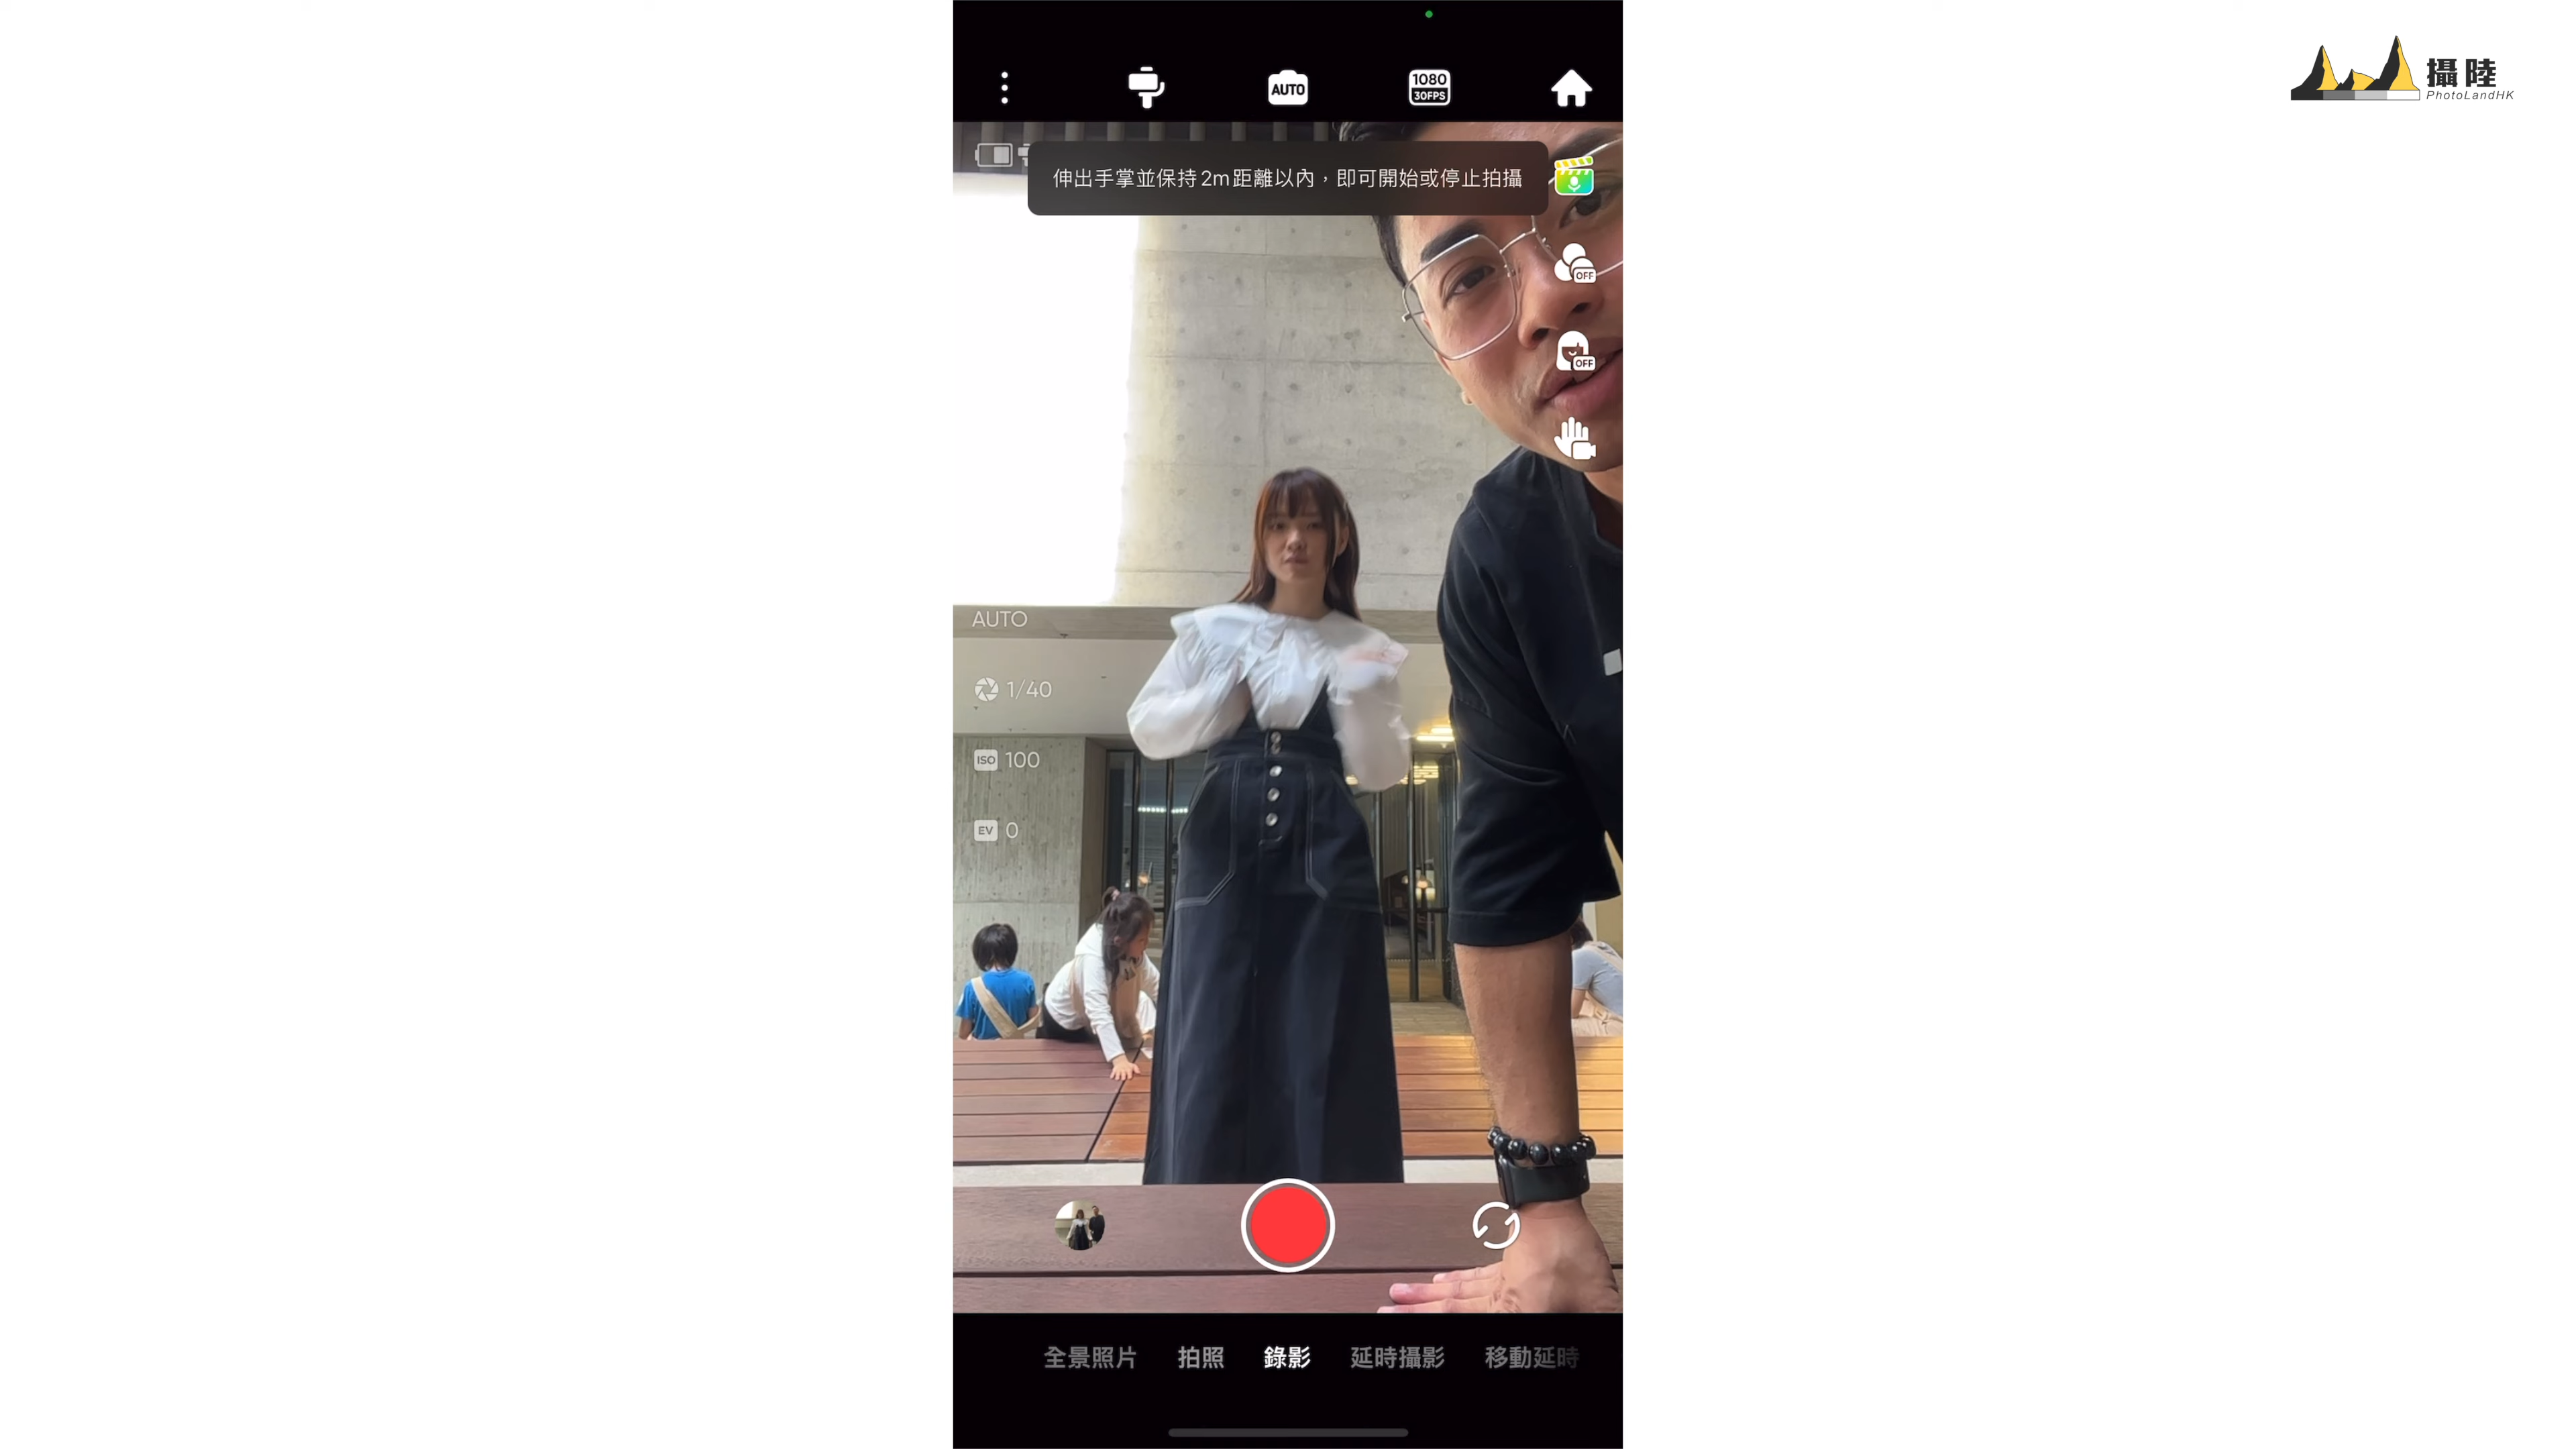 攝陸
PhotoLandHK
AUTO
1080
30FPS
伸出手掌並保持2m距離以內，即可開始或停止拍攝
OFF
OFF
AUTO
1/40
ISO 100
EV 0
全景照片 拍照 錄影 延時攝影 移動延時